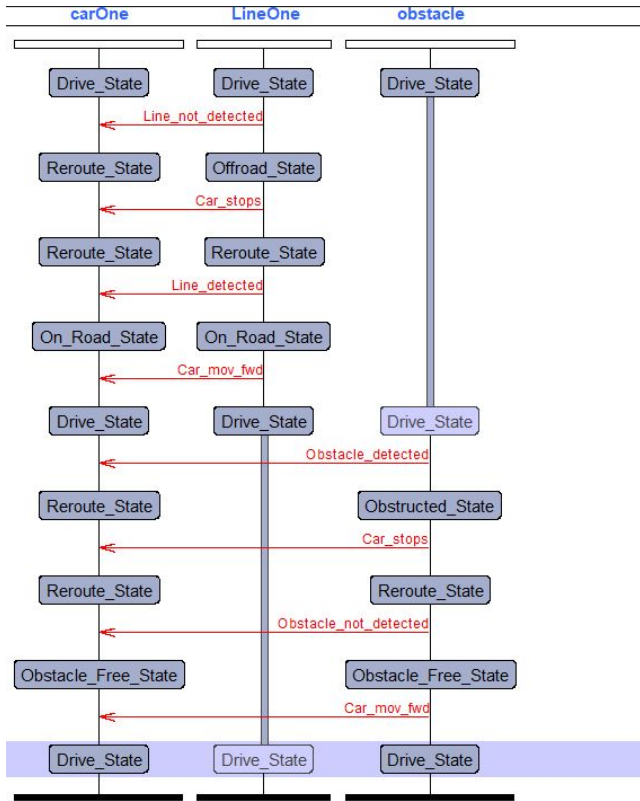 carOne LineOne obstacle
Drive_State Drive_State Drive_State
Line_not_detected
Reroute_State Offroad_State
Car_stops
Reroute_State Reroute_State
Line_detected
On_Road_State On_Road_State
Car_mov_fwd
Drive_State Drive_State Drive_State
Obstacle_detected
Reroute_State Obstructed_State
Car_stops
Reroute_State Reroute_State
Obstacle_not_detected
Obstacle_Free_State Obstacle_Free_State
Car_mov_fwd
Drive_State Drive_State Drive_State